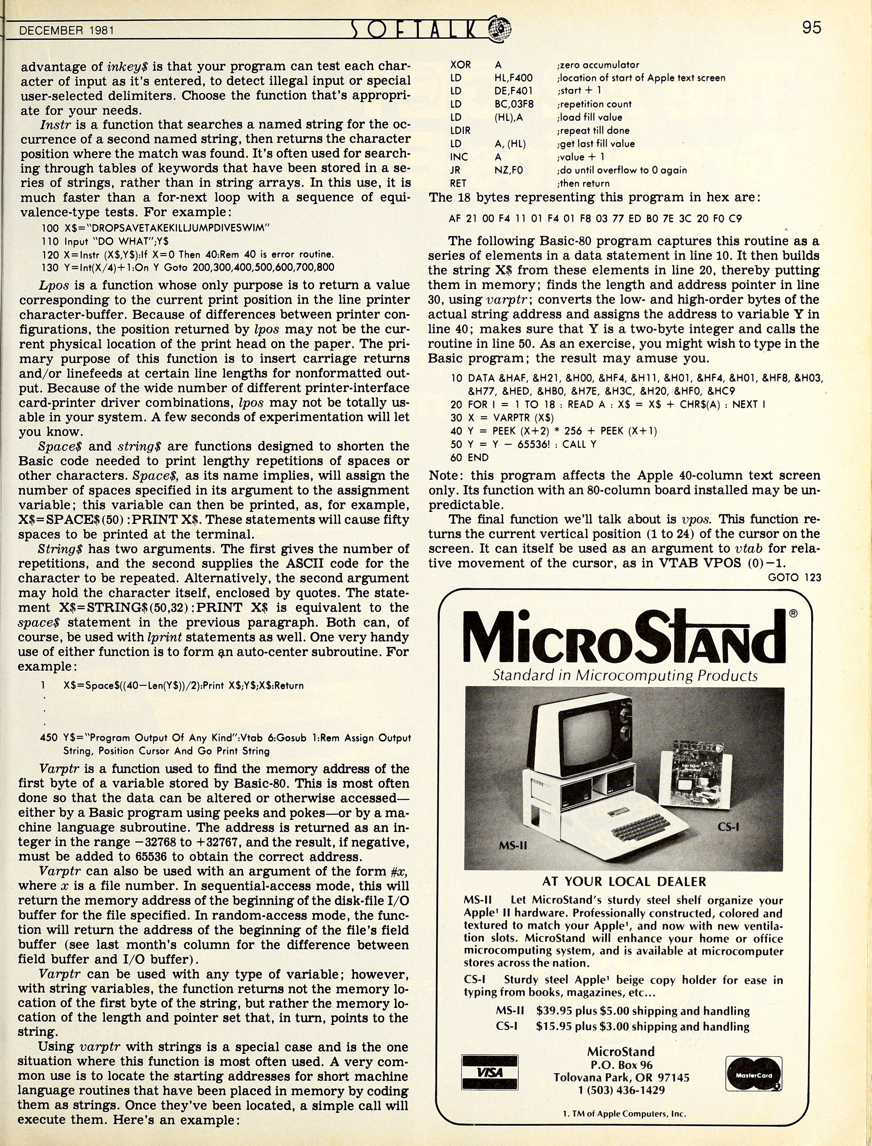 DECEMBER 1981
SOFTALK
95
advantage of inkey$ is that your program can test each char-
acter of input as it's entered, to detect illegal input or special
user-selected delimiters. Choose the function that's appropri-
ate for your needs.
Instr is a function that searches a named string for the oc-
currence of a second named string, then returns the character
position where the match was found. It's often used for search-
ing through tables of keywords that have been stored in a se-
ries of strings, rather than in string arrays. In this use, it is
much faster than a for-next loop with a sequence of equi-
valence-type tests. For example:
100 X$="DROPSAVETAKEKILLJUMPDIVESWIM"
110 Input "DO WHAT";Y$
120 X=Instr (X$,Y$):If X=0 Then 40:Rem 40 is error routine.
130 Y=Int(X/4)+1:On Y Goto 200,300,400,500,600,700,800
Lpos is a function whose only purpose is to return a value
corresponding to the current print position in the line printer
character-buffer. Because of differences between printer con-
figurations, the position returned by lpos may not be the cur-
rent physical location of the print head on the paper. The pri-
mary purpose of this function is to insert carriage returns
and/or linefeeds at certain line lengths for nonformatted out-
put. Because of the wide number of different printer-interface
card-printer driver combinations, lpos may not be totally us-
able in your system. A few seconds of experimentation will let
you know.
Space$ and string$ are functions designed to shorten the
Basic code needed to print lengthy repetitions of spaces or
other characters. Space$, as its name implies, will assign the
number of spaces specified in its argument to the assignment
variable; this variable can then be printed, as, for example,
X$=SPACE$(50):PRINT X$. These statements will cause fifty
spaces to be printed at the terminal.
String$ has two arguments. The first gives the number of
repetitions, and the second supplies the ASCII code for the
character to be repeated. Alternatively, the second argument
may hold the character itself, enclosed by quotes. The state-
ment X$=STRING$(50,32):PRINT X$ is equivalent to the
space$ statement in the previous paragraph. Both can, of
course, be used with lprint statements as well. One very handy
use of either function is to form an auto-center subroutine. For
example:
1 X$=Space$((40−Len(Y$))/2):Print X$;Y$;X$:Return
.
.
.
450 Y$="Program Output Of Any Kind":Vtab 6:Gosub 1:Rem Assign Output
String, Position Cursor And Go Print String
Varptr is a function used to find the memory address of the
first byte of a variable stored by Basic-80. This is most often
done so that the data can be altered or otherwise accessed—
either by a Basic program using peeks and pokes—or by a ma-
chine language subroutine. The address is returned as an in-
teger in the range −32768 to +32767, and the result, if negative,
must be added to 65536 to obtain the correct address.
Varptr can also be used with an argument of the form #x,
where x is a file number. In sequential-access mode, this will
return the memory address of the beginning of the disk-file I/O
buffer for the file specified. In random-access mode, the func-
tion will return the address of the beginning of the file's field
buffer (see last month's column for the difference between
field buffer and I/O buffer).
Varptr can be used with any type of variable; however,
with string variables, the function returns not the memory lo-
cation of the first byte of the string, but rather the memory lo-
cation of the length and pointer set that, in turn, points to the
string.
Using varptr with strings is a special case and is the one
situation where this function is most often used. A very com-
mon use is to locate the starting addresses for short machine
language routines that have been placed in memory by coding
them as strings. Once they've been located, a simple call will
execute them. Here's an example:
XOR A ;zero accumulator
LD HL,F400 ;location of start of Apple text screen
LD DE,F401 ;start + 1
LD BC,03F8 ;repetition count
LD (HL),A ;load fill value
LDIR ;repeat till done
LD A, (HL) ;get last fill value
INC A ;value + 1
JR NZ,F0 ;do until overflow to 0 again
RET ;then return
The 18 bytes representing this program in hex are:
AF 21 00 F4 11 01 F4 01 F8 03 77 ED B0 7E 3C 20 F0 C9
The following Basic-80 program captures this routine as a
series of elements in a data statement in line 10. It then builds
the string X$ from these elements in line 20, thereby putting
them in memory; finds the length and address pointer in line
30, using varptr; converts the low- and high-order bytes of the
actual string address and assigns the address to variable Y in
line 40; makes sure that Y is a two-byte integer and calls the
routine in line 50. As an exercise, you might wish to type in the
Basic program; the result may amuse you.
10 DATA &HAF, &H21, &H00, &HF4, &H11, &H01, &HF4, &H01, &HF8, &H03,
&H77, &HED, &HB0, &H7E, &H3C, &H20, &HF0, &HC9
20 FOR I = 1 TO 18 : READ A : X$ = X$ + CHR$(A) : NEXT I
30 X = VARPTR (X$)
40 Y = PEEK (X+2) * 256 + PEEK (X+1)
50 Y = Y − 65536! : CALL Y
60 END
Note: this program affects the Apple 40-column text screen
only. Its function with an 80-column board installed may be un-
predictable.
The final function we'll talk about is vpos. This function re-
turns the current vertical position (1 to 24) of the cursor on the
screen. It can itself be used as an argument to vtab for rela-
tive movement of the cursor, as in VTAB VPOS (0)−1.
GOTO 123
MICROSTAND®
Standard in Microcomputing Products
MS-II
CS-I
AT YOUR LOCAL DEALER
MS-II Let MicroStand's sturdy steel shelf organize your
Apple¹ II hardware. Professionally constructed, colored and
textured to match your Apple¹, and now with new ventila-
tion slots. MicroStand will enhance your home or office
microcomputing system, and is available at microcomputer
stores across the nation.
CS-I Sturdy steel Apple¹ beige copy holder for ease in
typing from books, magazines, etc...
MS-II $39.95 plus $5.00 shipping and handling
CS-I $15.95 plus $3.00 shipping and handling
VISA
MicroStand
P.O. Box 96
Tolovana Park, OR 97145
1 (503) 436-1429
MasterCard
1. TM of Apple Computers, Inc.